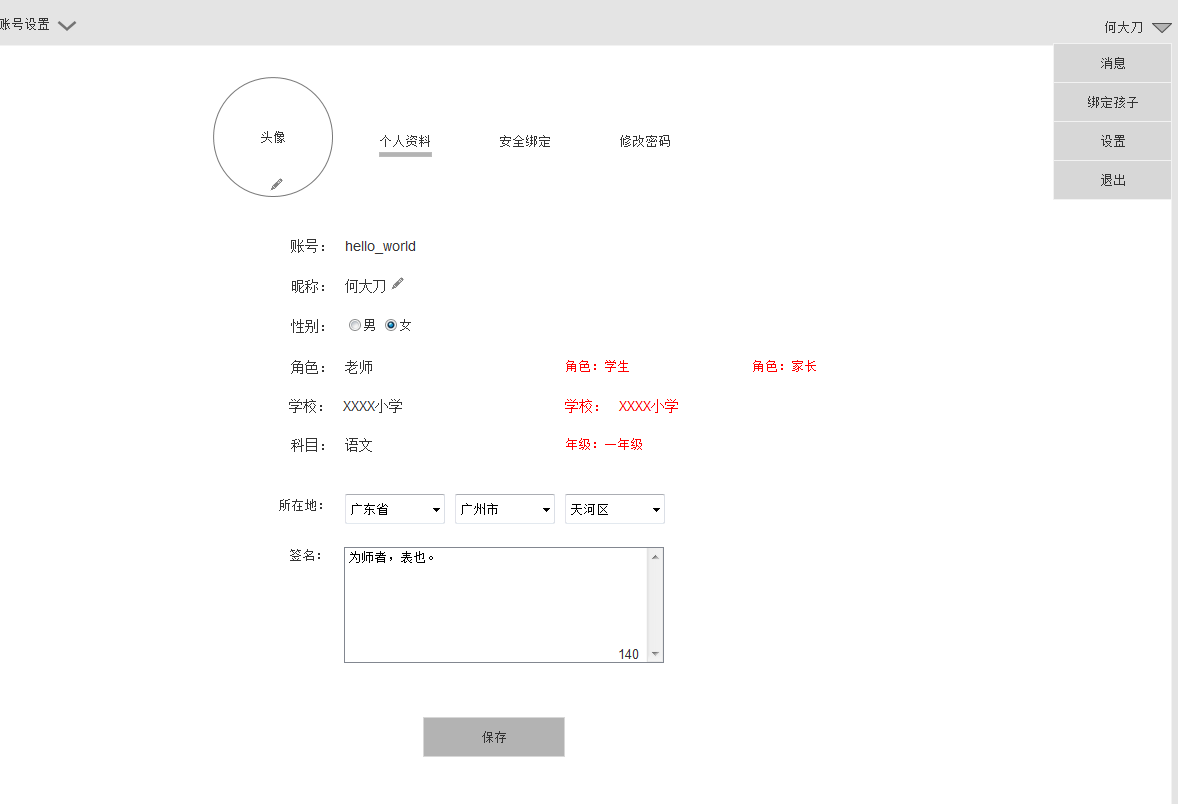 账号设置
何大刀
消息
绑定孩子
设置
退出
头像
个人资料
安全绑定
修改密码
账号： hello_world
昵称： 何大刀
性别： 男 女
角色： 老师 角色：学生 角色：家长
学校： XXXX小学 学校： XXXX小学
科目： 语文 年级：一年级
所在地： 广东省 广州市 天河区
签名： 为师者，表也。
140
保存